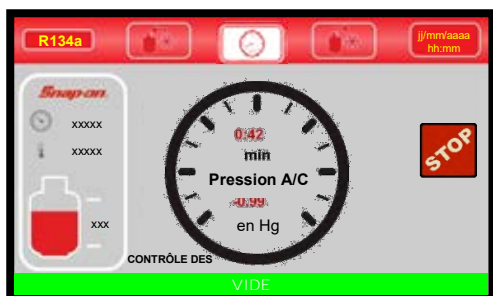 R134a
jj/mm/aaaa
hh:mm
Snap-on
xxxxx
xxxxx
xxx
0:42
min
Pression A/C
-0.99
en Hg
STOP
CONTRÔLE DES
VIDE